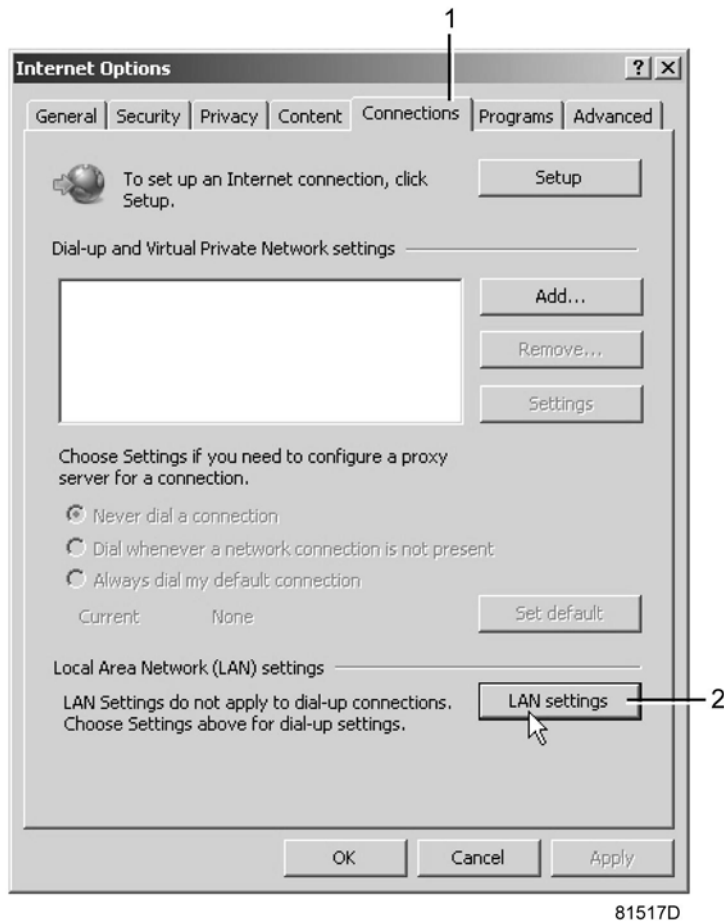 1
Internet Options
General Security Privacy Content Connections Programs Advanced
To set up an Internet connection, click
Setup.
Setup
Dial-up and Virtual Private Network settings
Add...
Remove...
Settings
Choose Settings if you need to configure a proxy
server for a connection.
Never dial a connection
Dial whenever a network connection is not present
Always dial my default connection
Current None
Set default
Local Area Network (LAN) settings
LAN Settings do not apply to dial-up connections.
Choose Settings above for dial-up settings.
LAN settings
2
OK Cancel Apply
81517D